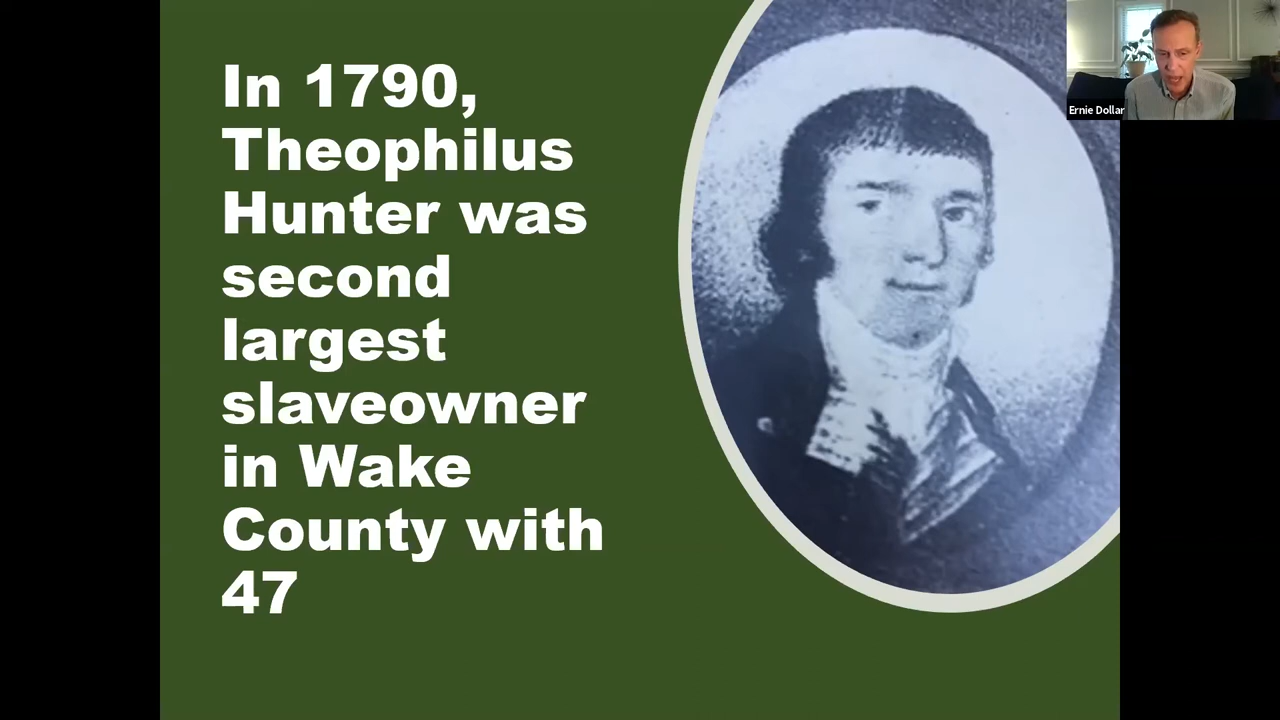 In 1790,
Theophilus
Hunter was
second
largest
slaveowner
in Wake
County with
47
Ernie Dollar